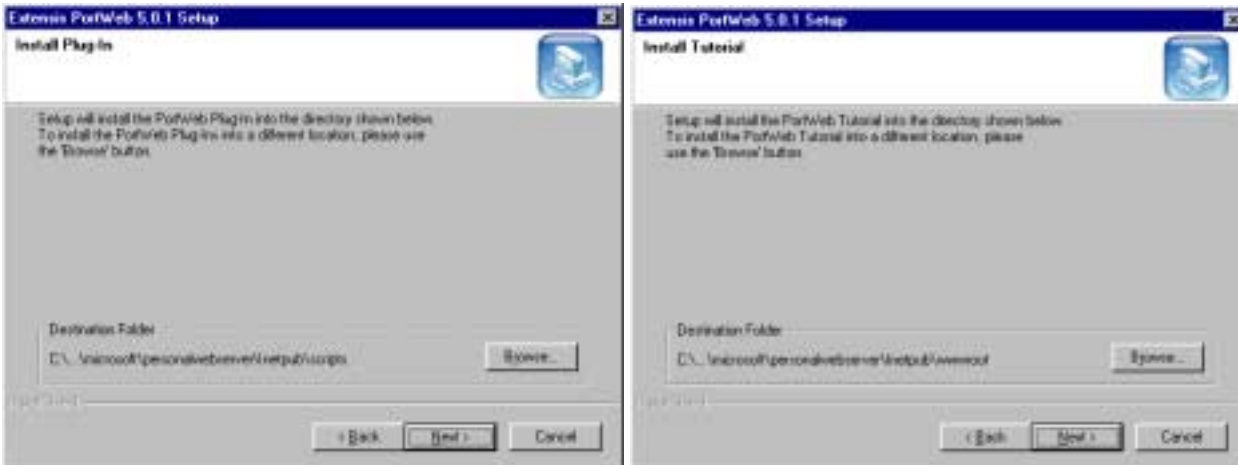 Extensis PortWeb 5.0.1 Setup
Install Plug-In
Setup will install the PortWeb Plug-In into the directory shown below.
To install the PortWeb Plug-Ins into a different location, please use
the 'Browse' button.
Destination Folder
C:\...\microsoft\personalwebserver\Inetpub\scripts
Browse...
< Back
Next >
Cancel
Extensis PortWeb 5.0.1 Setup
Install Tutorial
Setup will install the PortWeb Tutorial into the directory shown below.
To install the PortWeb Tutorial into a different location, please
use the 'Browse' button.
Destination Folder
C:\...\microsoft\personalwebserver\Inetpub\wwwroot
Browse...
< Back
Next >
Cancel